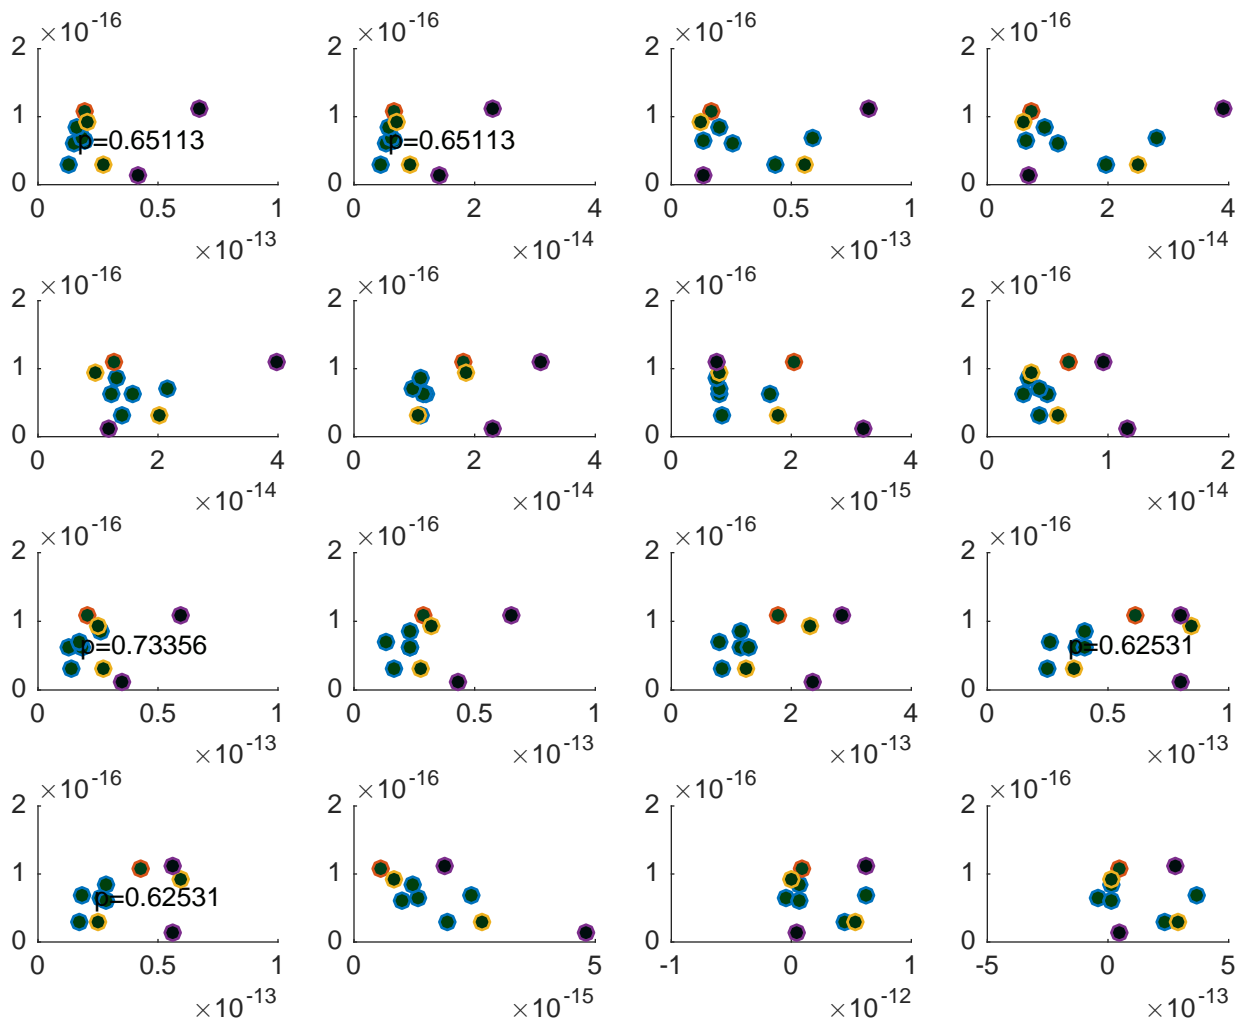 ×10-16 ×10-16 ×10-16 ×10-16
2 2 2 2
1 1 1 1
p=0.65113 p=0.65113
0 0 0 0
0 0.5 1 0 2 4 0 0.5 1 0 2 4
×10-13 ×10-14 ×10-13 ×10-14
×10-16 ×10-16 ×10-16 ×10-16
2 2 2 2
1 1 1 1
0 0 0 0
0 2 4 0 2 4 0 2 4 0 1 2
×10-14 ×10-14 ×10-15 ×10-14
×10-16 ×10-16 ×10-16 ×10-16
2 2 2 2
1 1 1 1
p=0.73356 p=0.62531
0 0 0 0
0 0.5 1 0 0.5 1 0 2 4 0 0.5 1
×10-13 ×10-13 ×10-13 ×10-13
×10-16 ×10-16 ×10-16 ×10-16
2 2 2 2
1 1 1 1
p=0.62531
0 0 0 0
0 0.5 1 0 5 -1 0 1 -5 0 5
×10-13 ×10-15 ×10-12 ×10-13